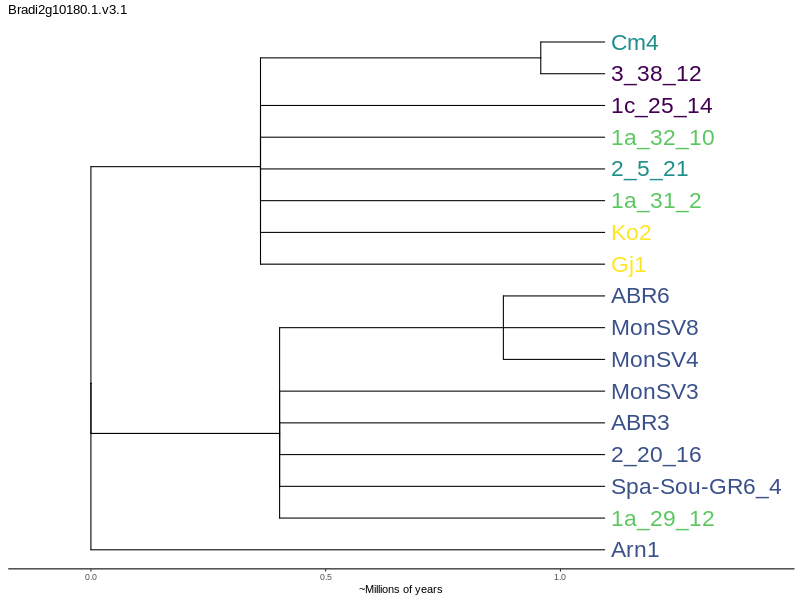 Bradi2g10180.1.v3.1
Cm4
3_38_12
1c_25_14
1a_32_10
2_5_21
1a_31_2
Ko2
Gj1
ABR6
MonSV8
MonSV4
MonSV3
ABR3
2_20_16
Spa-Sou-GR6_4
1a_29_12
Arn1
0.0 0.5 1.0
~Millions of years